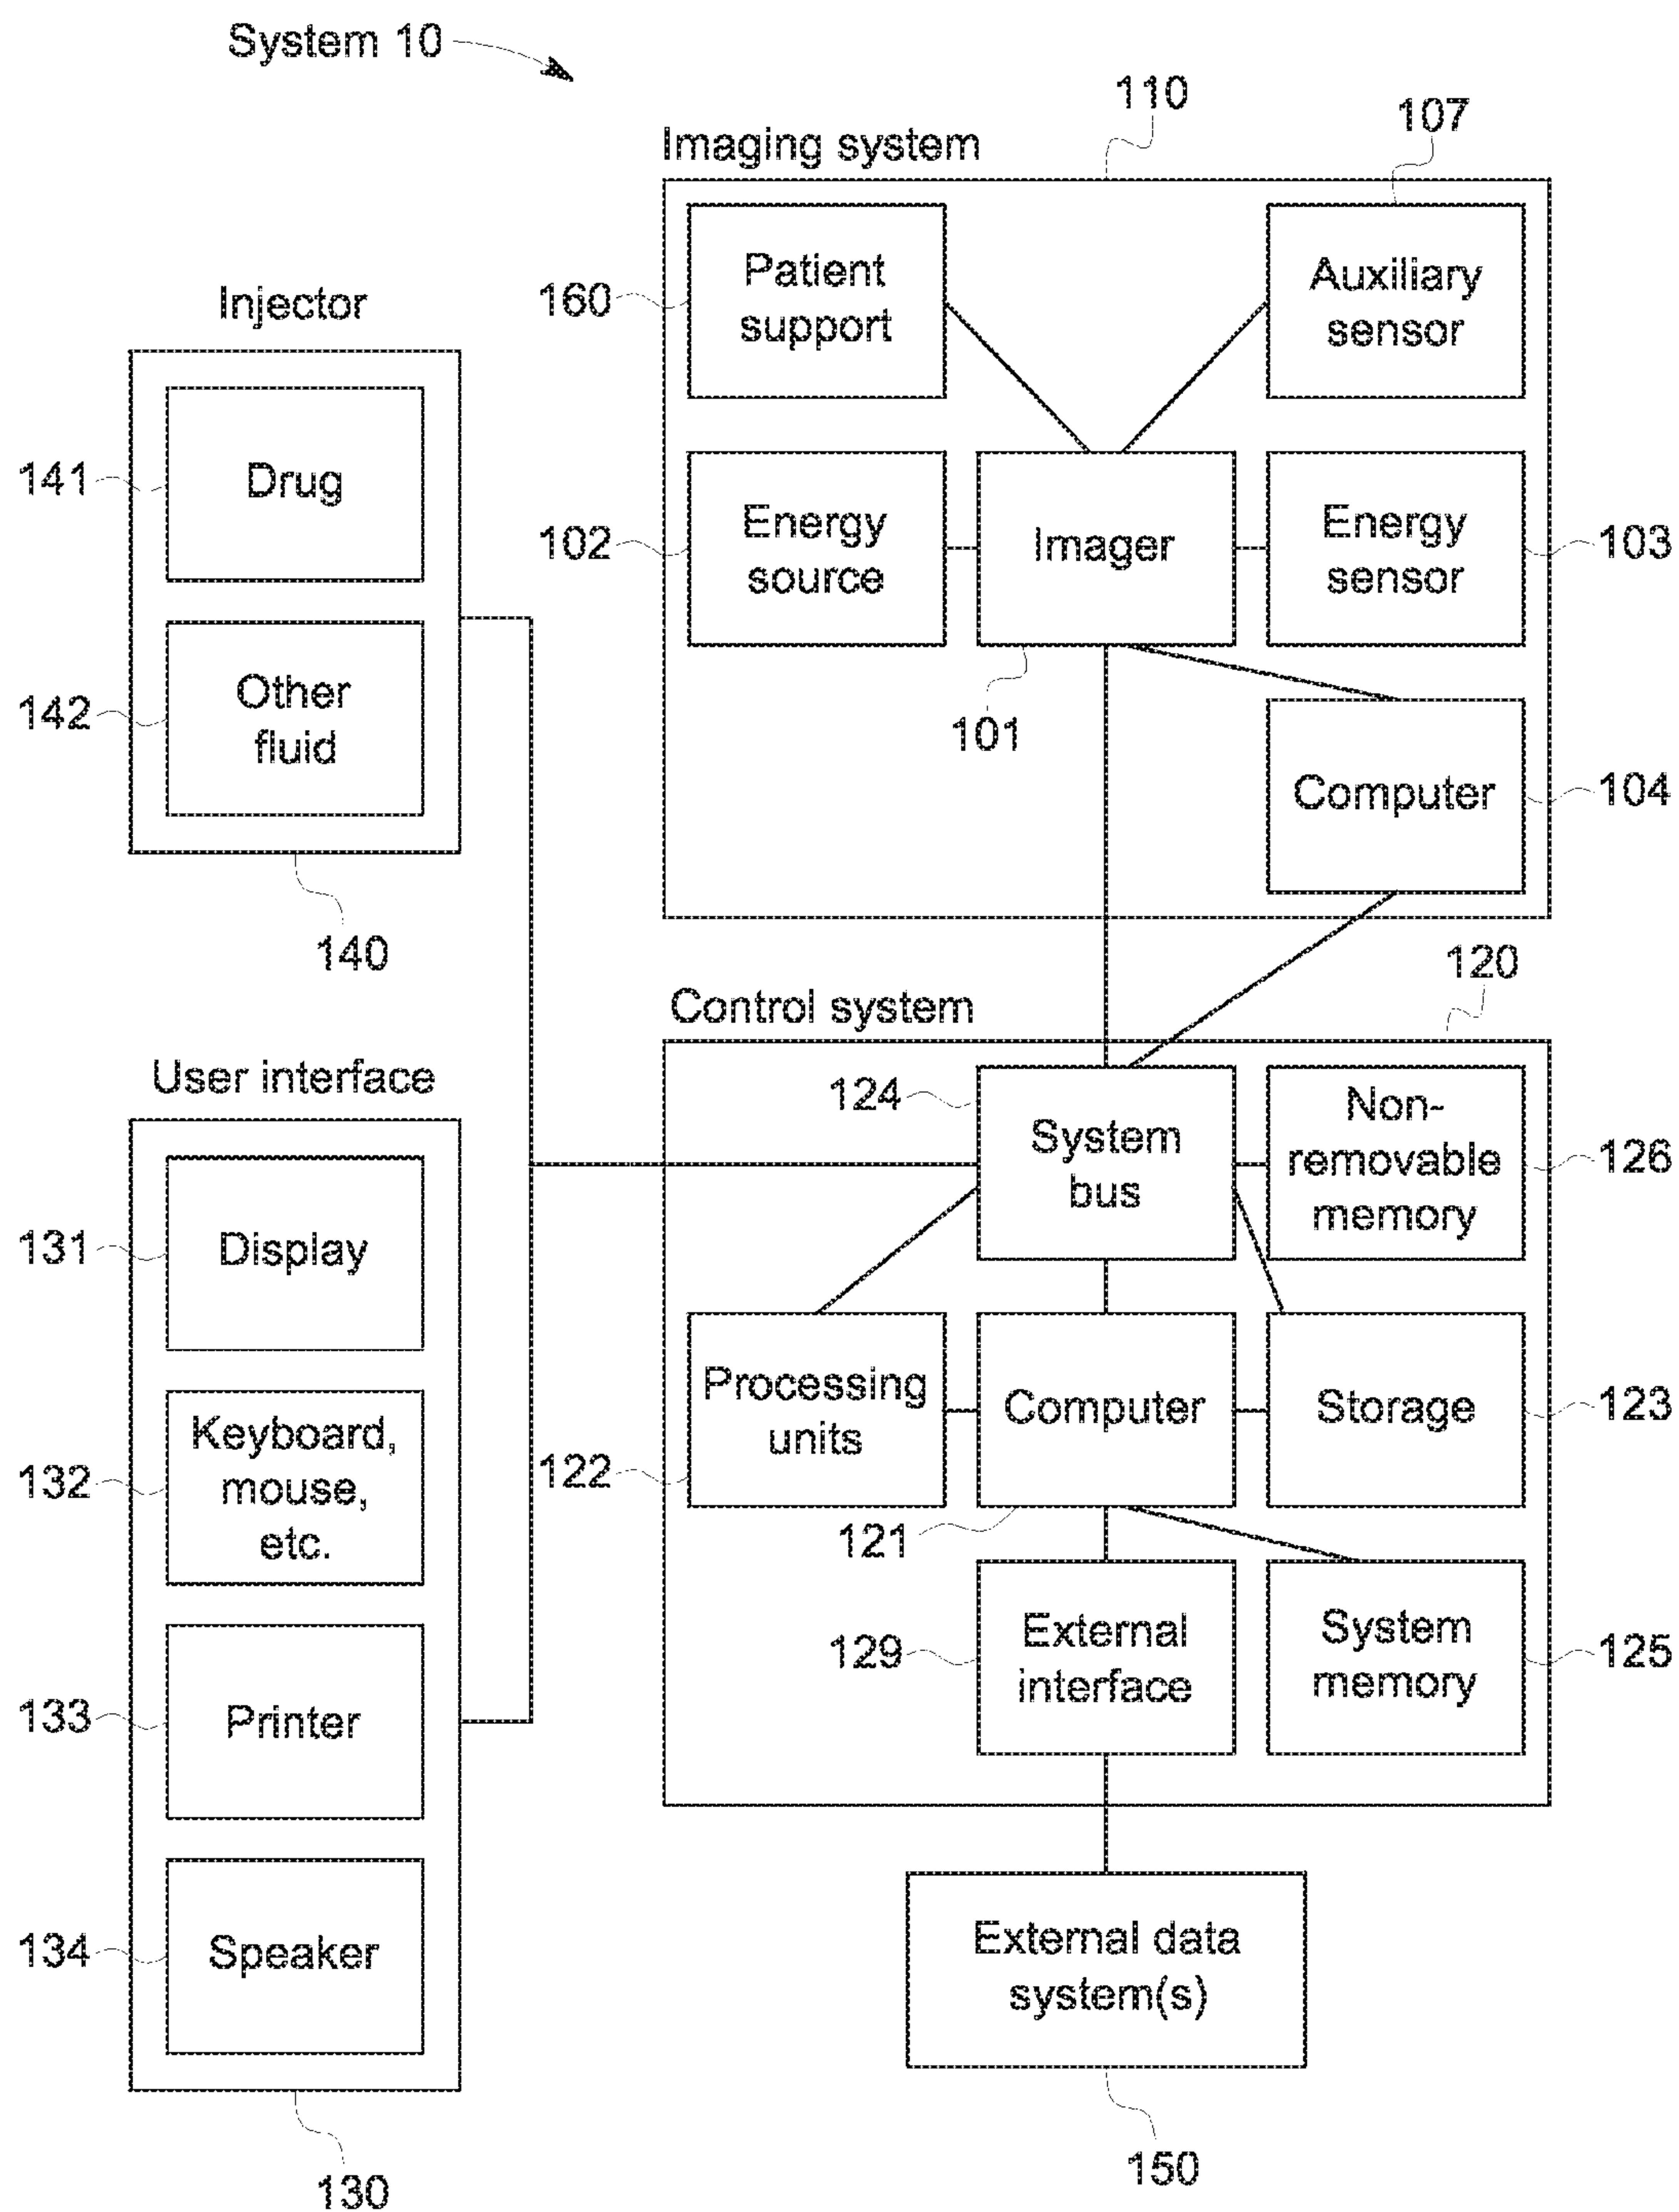 System 10
110
107
Imaging system
Patient
support
160
Auxiliary
sensor
Energy
source
102
Imager
101
Energy
sensor
103
Computer
104
Injector
Drug
141
Other
fluid
142
140
120
Control system
124
System
bus
Non-
removable
memory
126
Processing
units
122
Computer
121
Storage
123
External
interface
129
System
memory
125
User interface
Display
131
Keyboard,
mouse,
etc.
132
Printer
133
Speaker
134
130
External data
system(s)
150